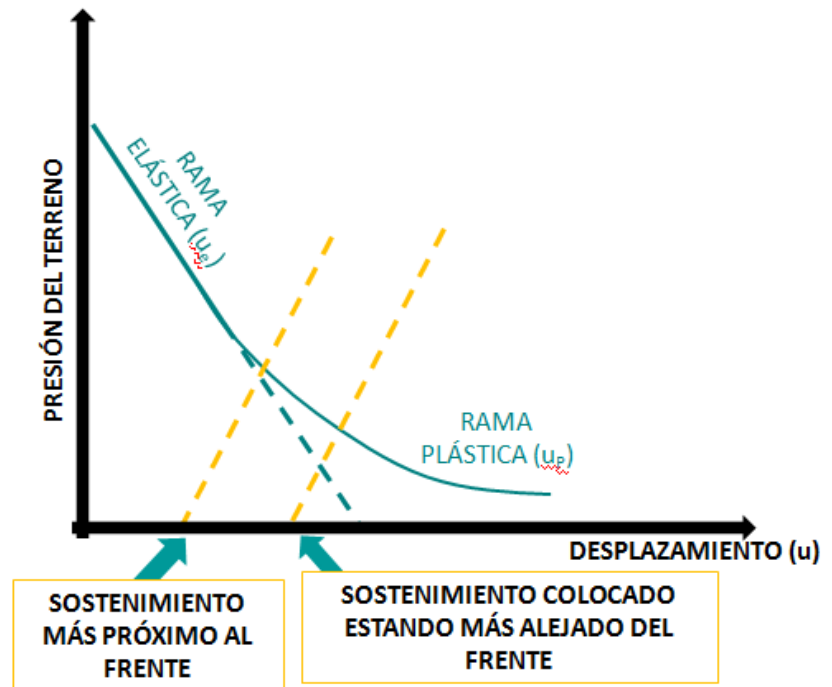 PRESIÓN DEL TERRENO
RAMA
ELÁSTICA (uₑ)
RAMA
PLÁSTICA (uₚ)
DESPLAZAMIENTO (u)
SOSTENIMIENTO
MÁS PRÓXIMO AL
FRENTE
SOSTENIMIENTO COLOCADO
ESTANDO MÁS ALEJADO DEL
FRENTE